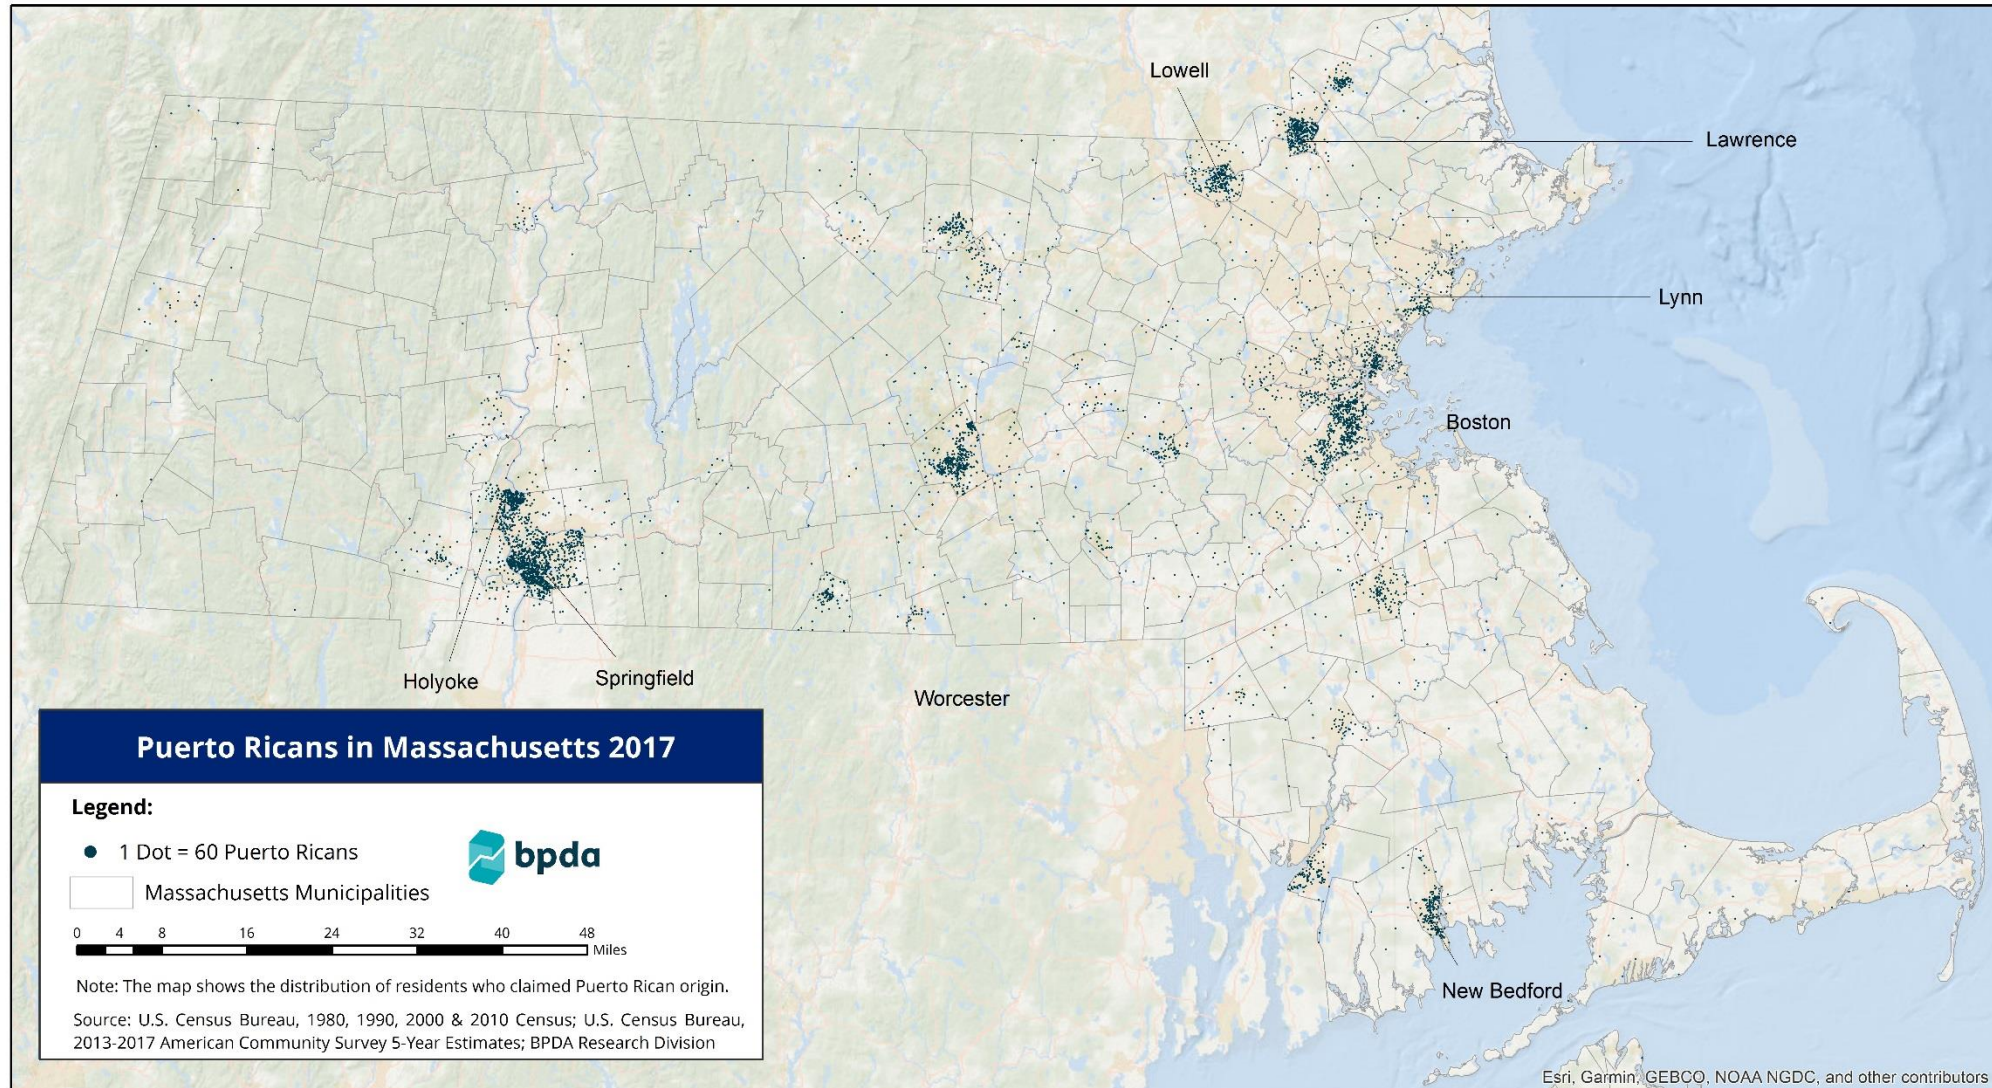 Lowell
Lawrence
Lynn
Boston
Holyoke
Springfield
Worcester
New Bedford
Puerto Ricans in Massachusetts 2017
Legend:
1 Dot = 60 Puerto Ricans
bpda
Massachusetts Municipalities
0 4 8 16 24 32 40 48
Miles
Note: The map shows the distribution of residents who claimed Puerto Rican origin.
Source: U.S. Census Bureau, 1980, 1990, 2000 & 2010 Census; U.S. Census Bureau,
2013-2017 American Community Survey 5-Year Estimates; BPDA Research Division
Esri, Garmin, GEBCO, NOAA NGDC, and other contributors